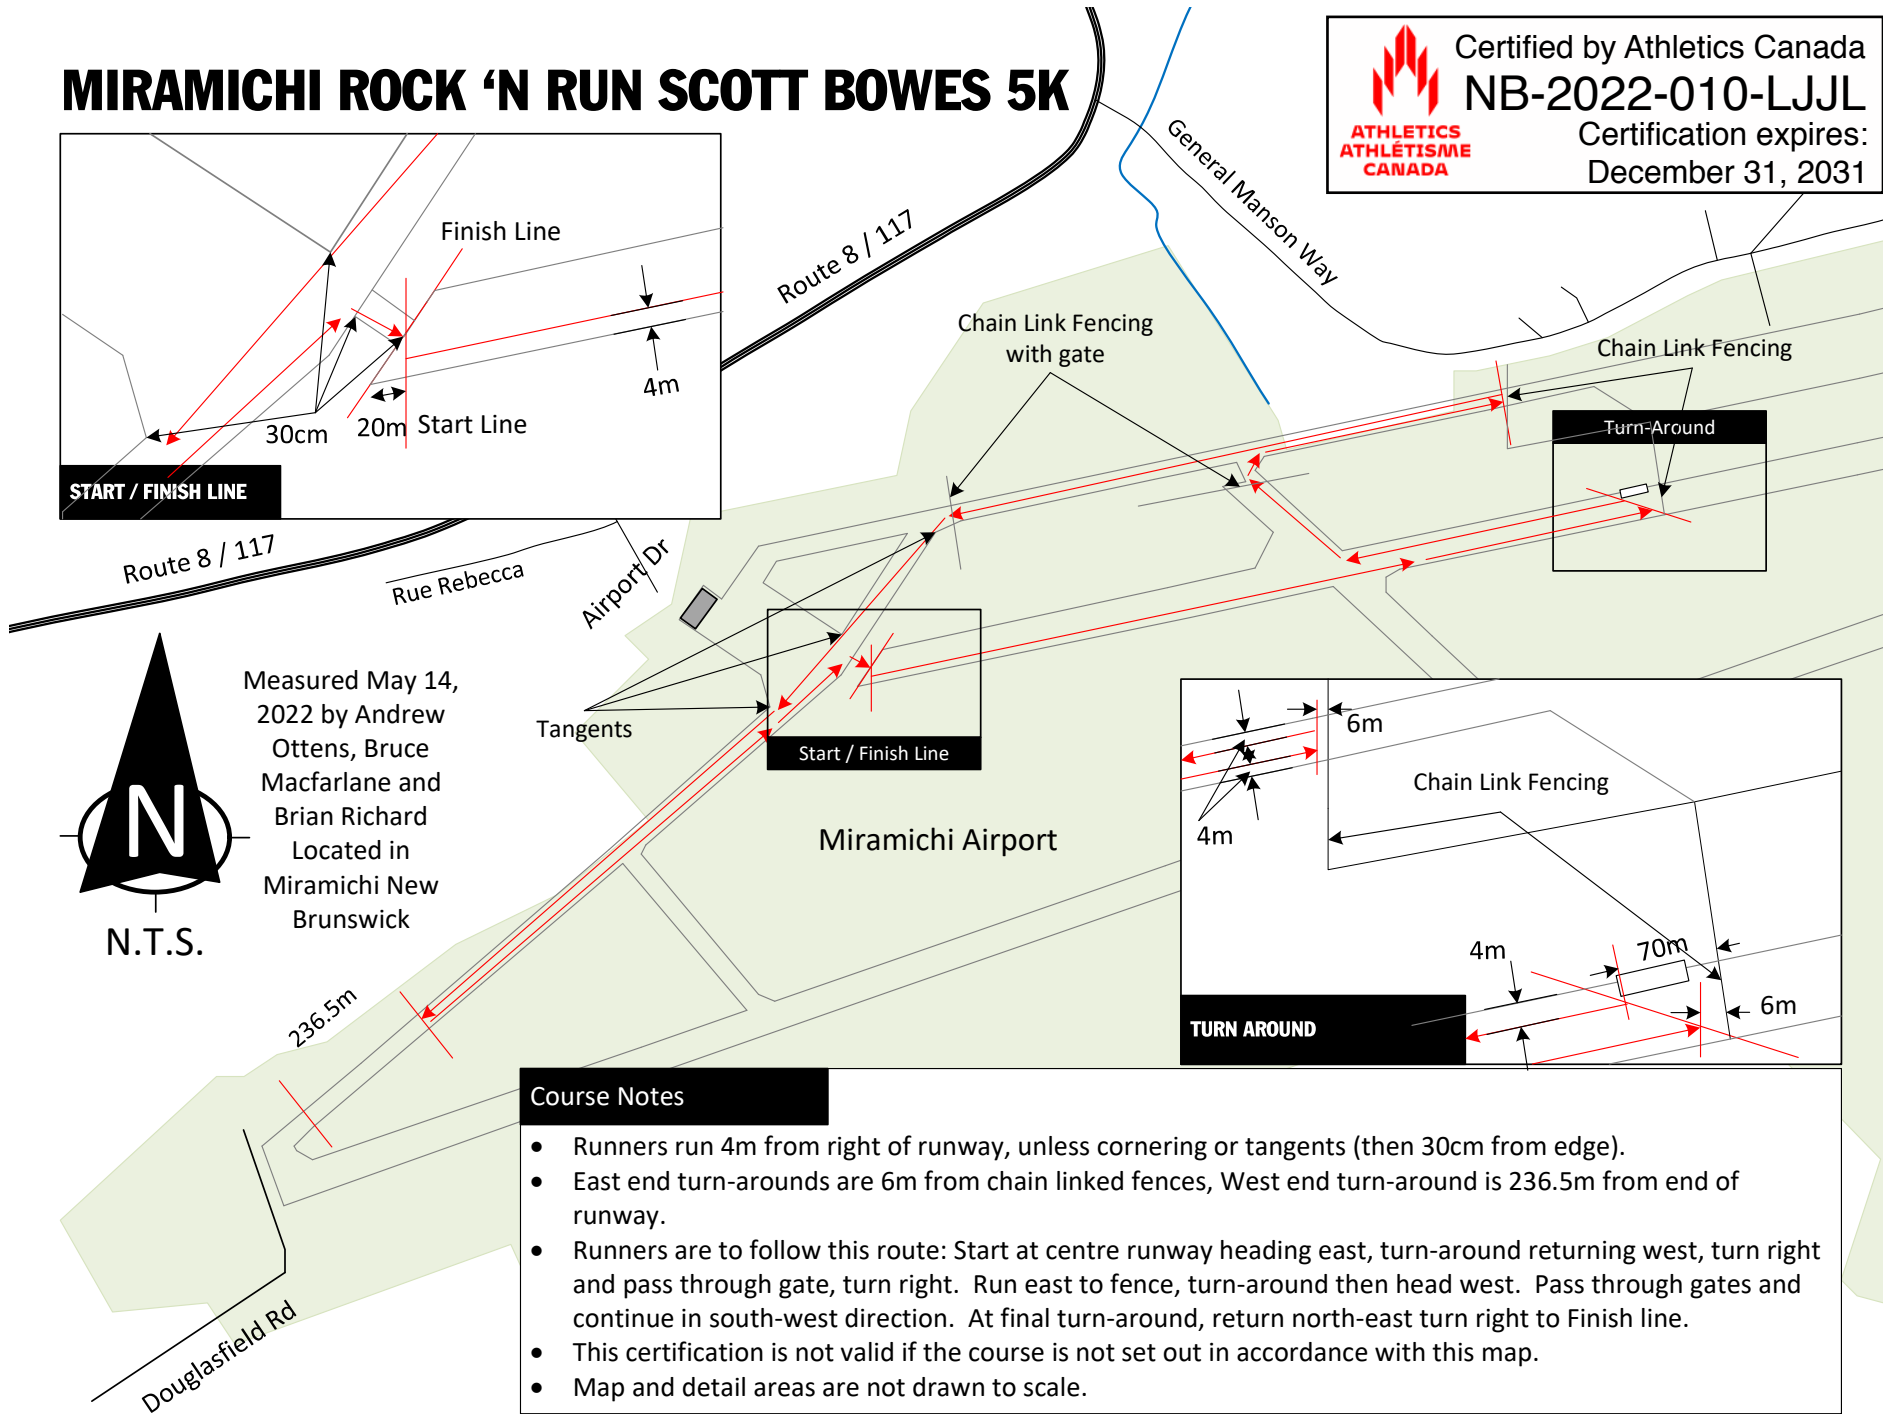 MIRAMICHI ROCK ‘N RUN SCOTT BOWES 5K
Certified by Athletics Canada
NB-2022-010-LJJL
Certification expires:
December 31, 2031
ATHLETICS
ATHLÉTISME
CANADA
Finish Line
4m
30cm
20m
Start Line
START / FINISH LINE
Route 8 / 117
General Manson Way
Chain Link Fencing
with gate
Chain Link Fencing
Turn-Around
Route 8 / 117
Rue Rebecca
Airport Dr
Tangents
Start / Finish Line
Miramichi Airport
N
N.T.S.
Measured May 14,
2022 by Andrew
Ottens, Bruce
Macfarlane and
Brian Richard
Located in
Miramichi New
Brunswick
236.5m
Douglasfield Rd
6m
Chain Link Fencing
4m
4m
70m
6m
TURN AROUND
Course Notes
• Runners run 4m from right of runway, unless cornering or tangents (then 30cm from edge).
• East end turn-arounds are 6m from chain linked fences, West end turn-around is 236.5m from end of
runway.
• Runners are to follow this route: Start at centre runway heading east, turn-around returning west, turn right
and pass through gate, turn right. Run east to fence, turn-around then head west. Pass through gates and
continue in south-west direction. At final turn-around, return north-east turn right to Finish line.
• This certification is not valid if the course is not set out in accordance with this map.
• Map and detail areas are not drawn to scale.